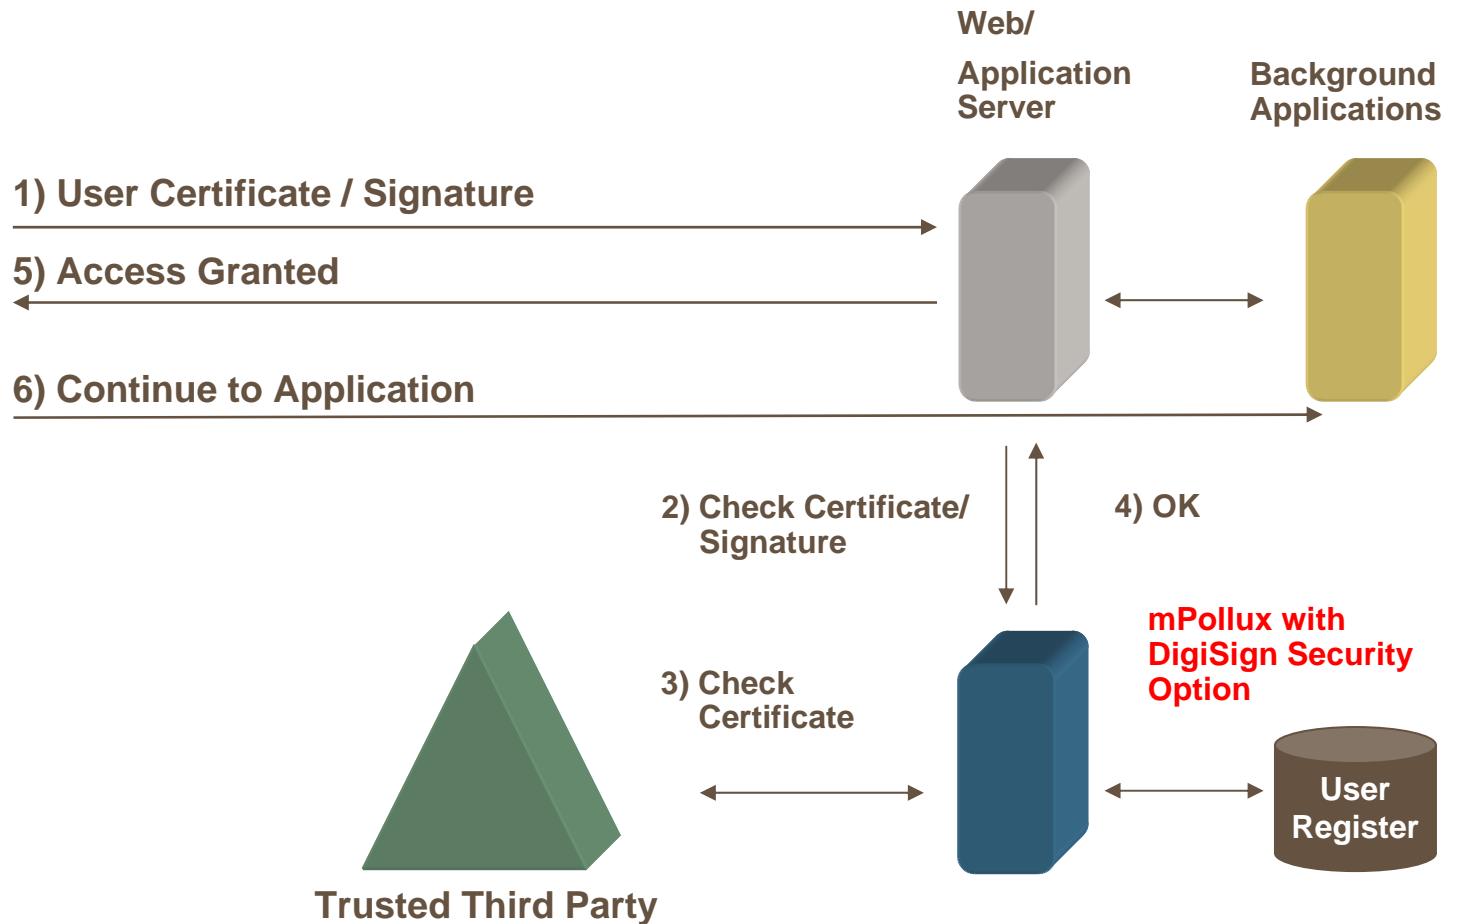 Web/
Application
Server
Background
Applications
1) User Certificate / Signature
5) Access Granted
6) Continue to Application
2) Check Certificate/
Signature
4) OK
mPollux with
DigiSign Security
Option
3) Check
Certificate
User
Register
Trusted Third Party